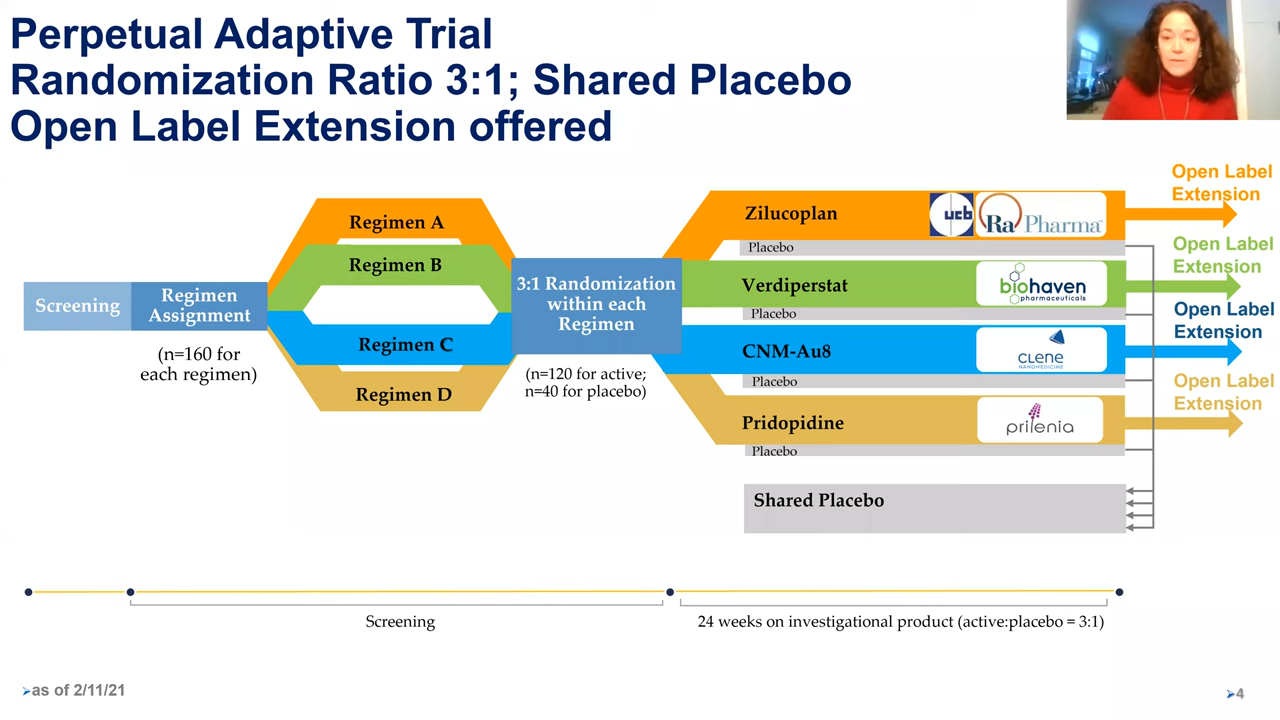 Perpetual Adaptive Trial
Randomization Ratio 3:1; Shared Placebo
Open Label Extension offered
Screening
Regimen
Assignment
(n=160 for
each regimen)
Regimen A
Regimen B
Regimen C
Regimen D
3:1 Randomization
within each
Regimen
(n=120 for active;
n=40 for placebo)
Zilucoplan
ucb
Ra Pharma
Placebo
Open Label
Extension
Verdiperstat
biohaven
pharmaceuticals
Placebo
Open Label
Extension
CNM-Au8
CLENE
NANOMEDICINE
Placebo
Open Label
Extension
Pridopidine
prilenia
Placebo
Open Label
Extension
Shared Placebo
Screening
24 weeks on investigational product (active:placebo = 3:1)
as of 2/11/21
4